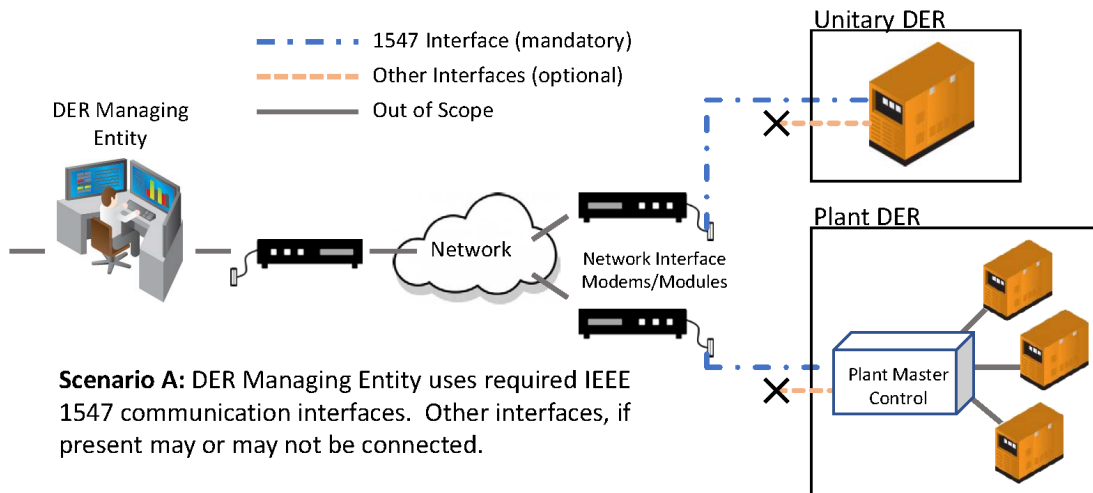 Unitary DER
1547 Interface (mandatory)
Other Interfaces (optional)
Out of Scope
DER Managing
Entity
Network
Network Interface
Modems/Modules
Plant DER
Plant Master
Control
Scenario A: DER Managing Entity uses required IEEE
1547 communication interfaces.  Other interfaces, if
present may or may not be connected.